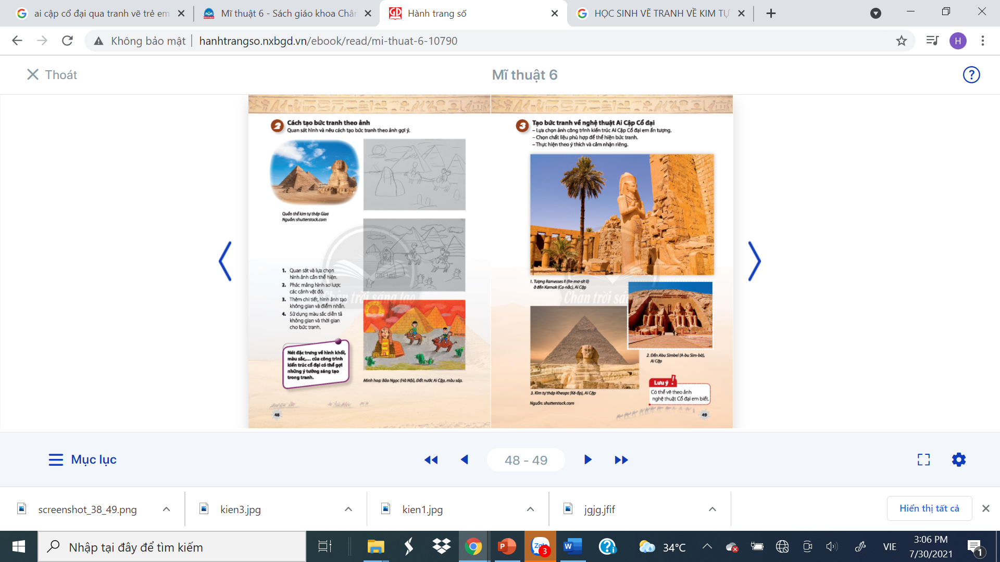 ai cập cổ đại qua tranh vẽ trẻ em
Mĩ thuật 6 - Sách giáo khoa Chân
Hành trang số
HỌC SINH VẼ TRANH VỀ KIM TỰ
Không bảo mật
hanhtrangso.nxbgd.vn/ebook/read/mi-thuat-6-10790
H
Thoát
Mĩ thuật 6
?
2
Cách tạo bức tranh theo ảnh
Quan sát hình và nêu cách tạo bức tranh theo ảnh gợi ý.
Quần thể kim tự tháp Giza
Nguồn: shutterstock.com
1. Quan sát và lựa chọn
hình ảnh cần thể hiện.
2. Phác mảng hình sơ lược
các cảnh vật đó.
3. Thêm chi tiết, hình ảnh tạo
không gian và điểm nhấn.
4. Sử dụng màu sắc diễn tả
không gian và thời gian
cho bức tranh.
Nét đặc trưng về hình khối,
màu sắc,... của công trình
kiến trúc cổ đại có thể gợi
những ý tưởng sáng tạo
trong tranh.
Minh hoạ: Bảo Ngọc (Hà Nội), Đất nước Ai Cập, màu sáp.
Chân trời sáng tạo
48
3
Tạo bức tranh về nghệ thuật Ai Cập Cổ đại
– Lựa chọn ảnh công trình kiến trúc Ai Cập Cổ đại em ấn tượng.
– Chọn chất liệu phù hợp để thể hiện bức tranh.
– Thực hiện theo ý thích và cảm nhận riêng.
1. Tượng Ramesses II (Re-mơ-sít II)
ở đền Karnak (Ca-nắc), Ai Cập
Chân trời sán
2. Đền Abu Simbel (A-bu Sim-bờ),
Ai Cập
3. Kim tự tháp Kheops (Kê-ốp), Ai Cập
Nguồn: shutterstock.com
Lưu ý !
Có thể vẽ theo ảnh
nghệ thuật Cổ đại em biết.
49
Mục lục
48 - 49
screenshot_38_49.png
kien3.jpg
kien1.jpg
jgjg.jfif
Hiển thị tất cả
Nhập tại đây để tìm kiếm
P
Zalo
3
W
34°C
VIE
3:06 PM
7/30/2021
1